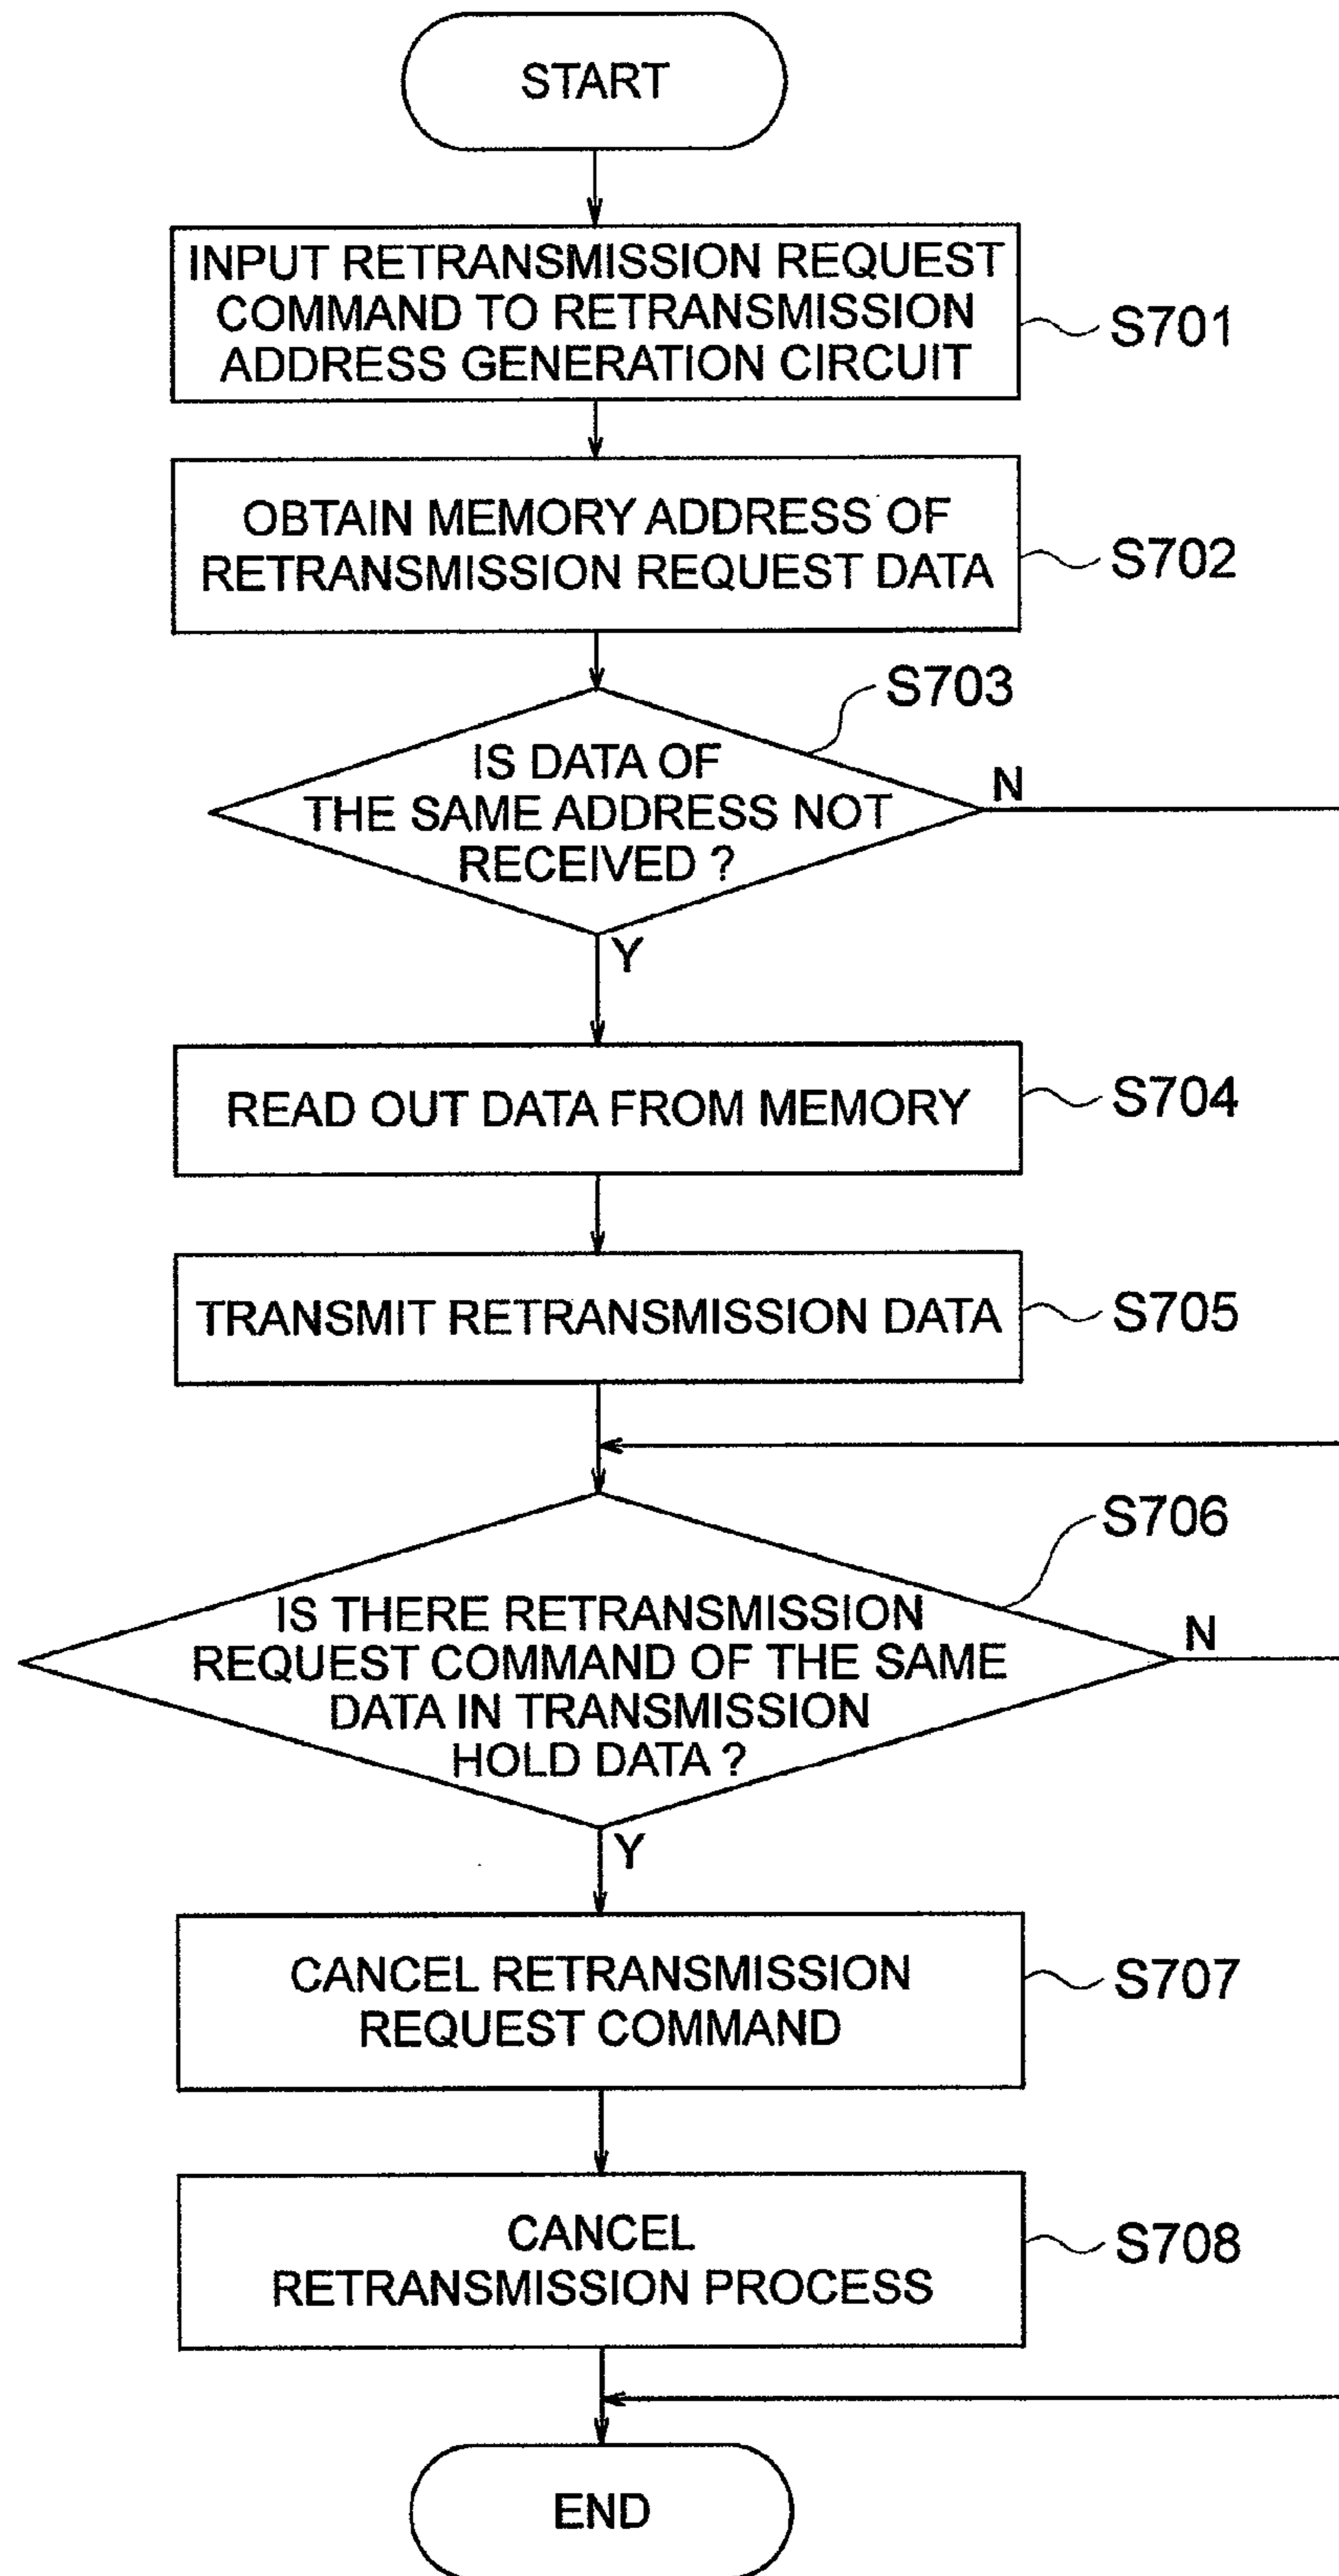 START
INPUT RETRANSMISSION REQUEST
COMMAND TO RETRANSMISSION
ADDRESS GENERATION CIRCUIT
S701
OBTAIN MEMORY ADDRESS OF
RETRANSMISSION REQUEST DATA
S702
S703
IS DATA OF
THE SAME ADDRESS NOT
RECEIVED ?
N
Y
READ OUT DATA FROM MEMORY
S704
TRANSMIT RETRANSMISSION DATA
S705
S706
IS THERE RETRANSMISSION
REQUEST COMMAND OF THE SAME
DATA IN TRANSMISSION
HOLD DATA ?
N
Y
CANCEL RETRANSMISSION
REQUEST COMMAND
S707
CANCEL
RETRANSMISSION PROCESS
S708
END